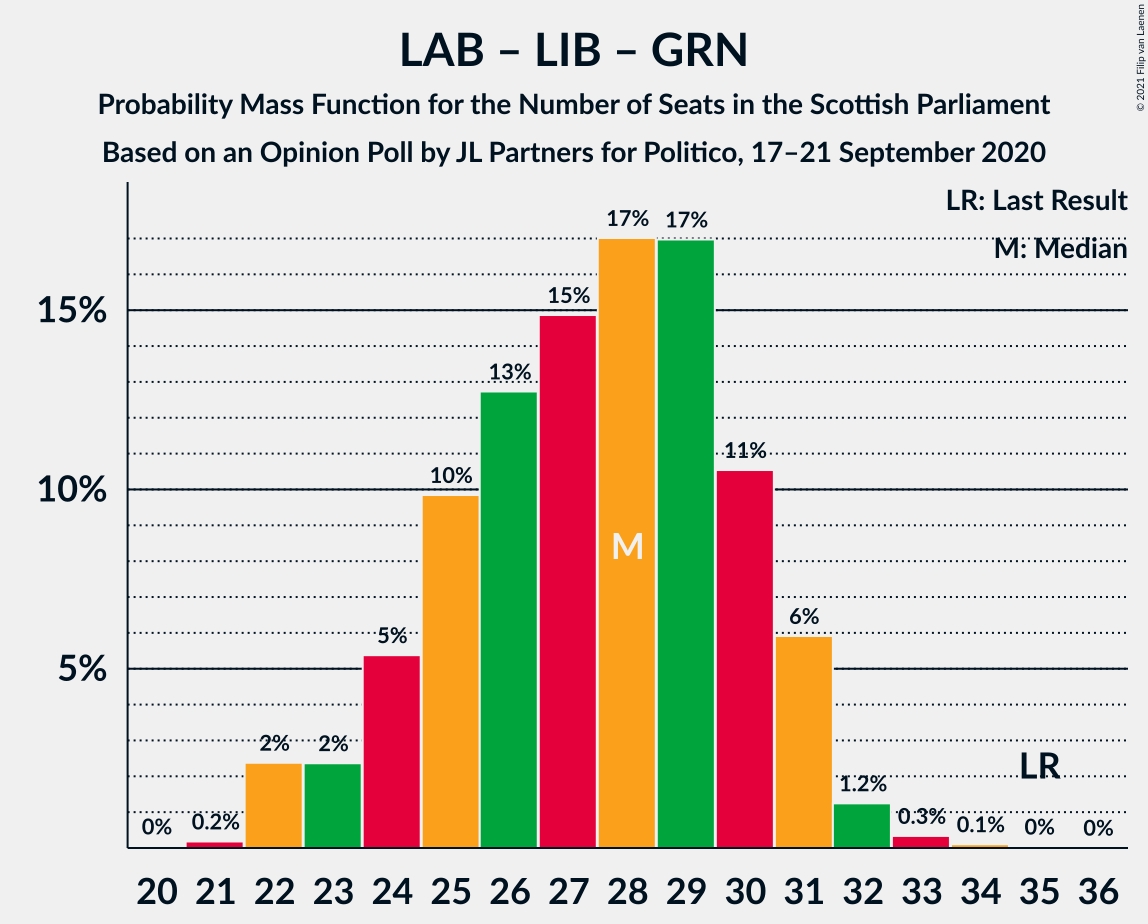 LAB – LIB – GRN
Probability Mass Function for the Number of Seats in the Scottish Parliament
Based on an Opinion Poll by JL Partners for Politico, 17–21 September 2020
© 2021 Filip van Laenen
LR: Last Result
M: Median
15%
10%
5%
0%
0.2%
2%
2%
5%
10%
13%
15%
17%
17%
11%
6%
1.2%
0.3%
0.1%
0%
0%
M
LR
20 21 22 23 24 25 26 27 28 29 30 31 32 33 34 35 36